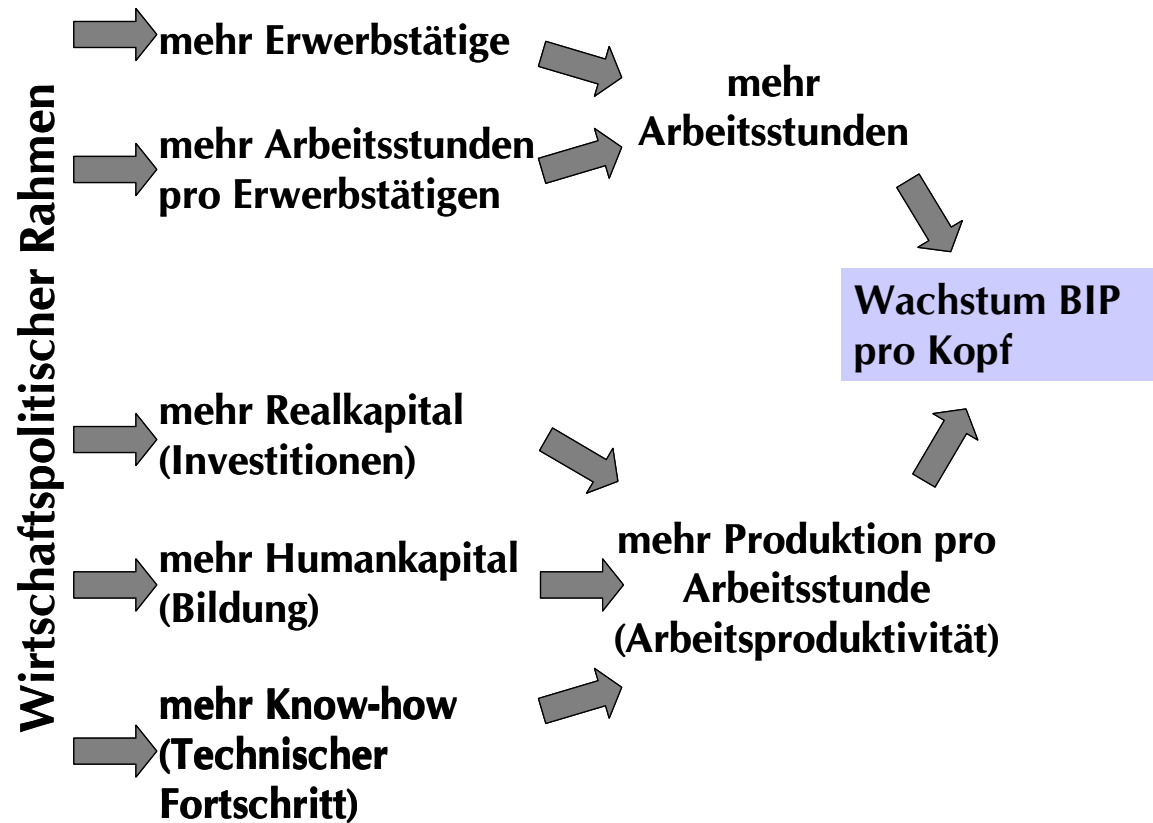 Wirtschaftspolitischer Rahmen
mehr Erwerbstätige
mehr Arbeitsstunden
pro Erwerbstätigen
mehr
Arbeitsstunden
Wachstum BIP
pro Kopf
mehr Realkapital
(Investitionen)
mehr Humankapital
(Bildung)
mehr Know-how
(Technischer
Fortschritt)
mehr Produktion pro
Arbeitsstunde
(Arbeitsproduktivität)